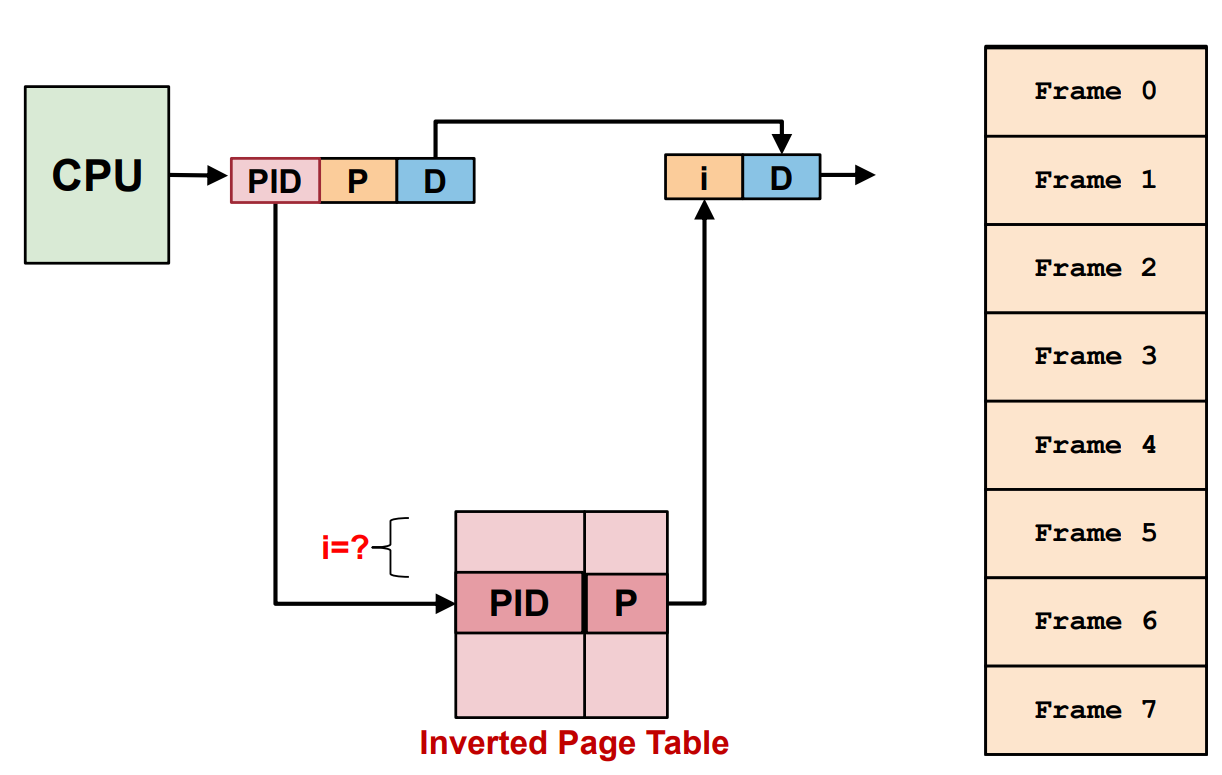 CPU
PID P D
i D
i=?
PID P
Inverted Page Table
Frame 0
Frame 1
Frame 2
Frame 3
Frame 4
Frame 5
Frame 6
Frame 7